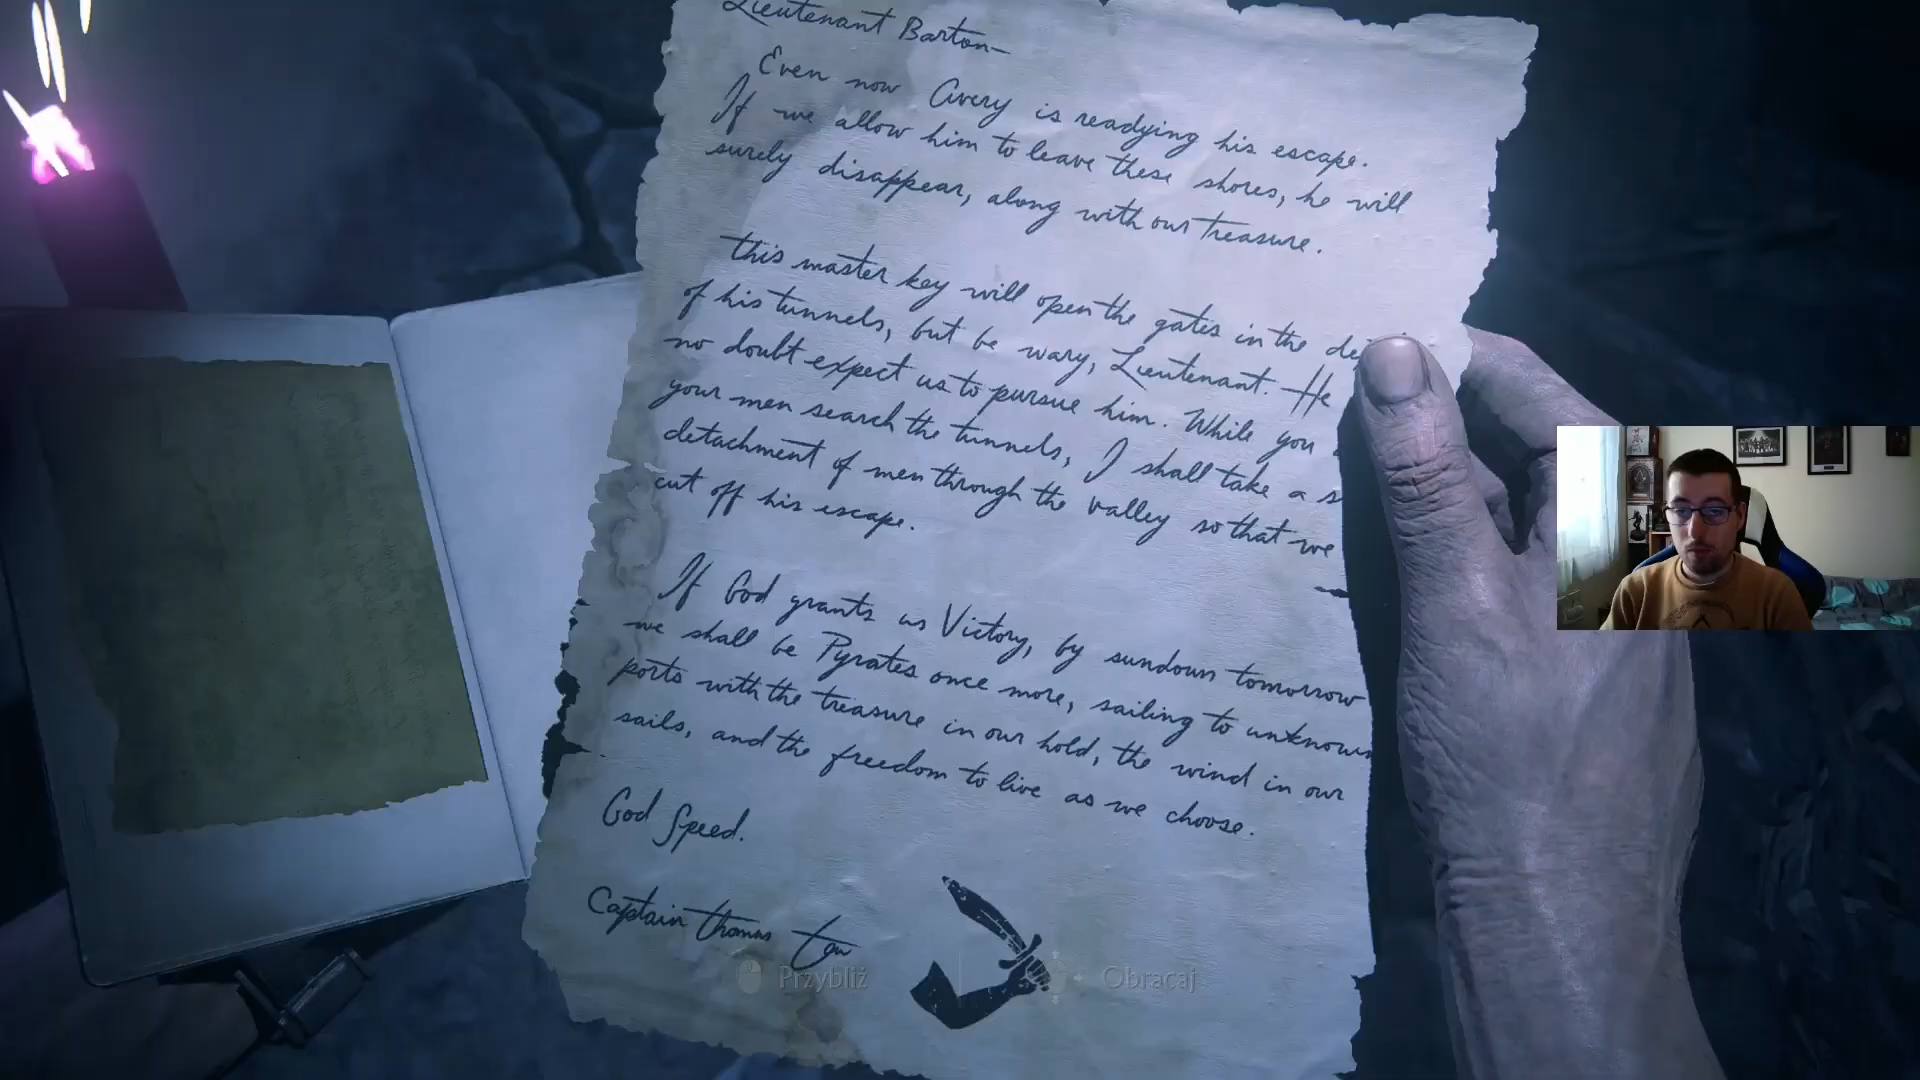 Lieutenant Barton—
Even now Avery is readying his escape.
If we allow him to leave these shores, he will
surely disappear, along with our treasure.
This master key will open the gates in the
of his tunnels, but be wary, Lieutenant. He
no doubt expect us to pursue him. While you
your men search the tunnels, I shall take a
detachment of men through the valley so that we
cut off his escape.
If God grants us Victory, by sundown tomorrow
we shall be Pyrates once more, sailing to unknown
ports with the treasure in our hold, the wind in our
sails, and the freedom to live as we choose.
God Speed.
Captain Thomas Tew
Przybliż
Obracaj